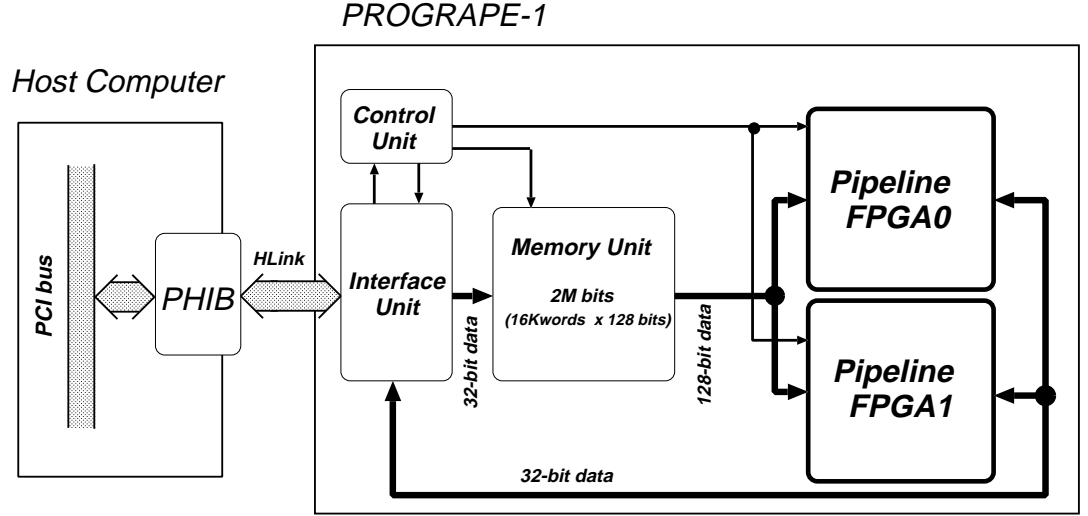 PROGRAPE-1
Host Computer
Control
Unit
Pipeline
FPGA0
PCI bus
PHIB
HLink
Interface
Unit
32-bit data
Memory Unit
2M bits
(16Kwords x 128 bits)
128-bit data
Pipeline
FPGA1
32-bit data